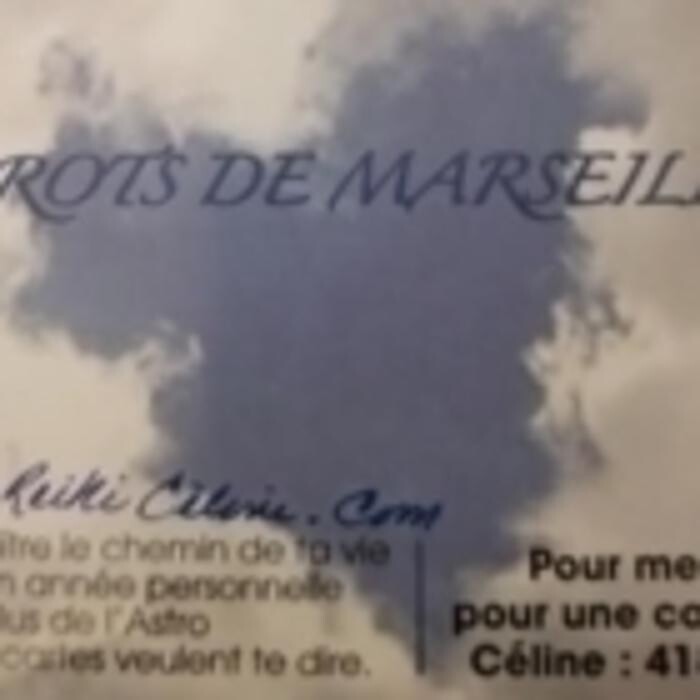 ROTS DE MARSEIL
Reiki Céline.Com
ître le chemin de ta vie
n année personnelle
lus de l'Astro
cartes veulent te dire.
Pour me
pour une co
Céline : 41